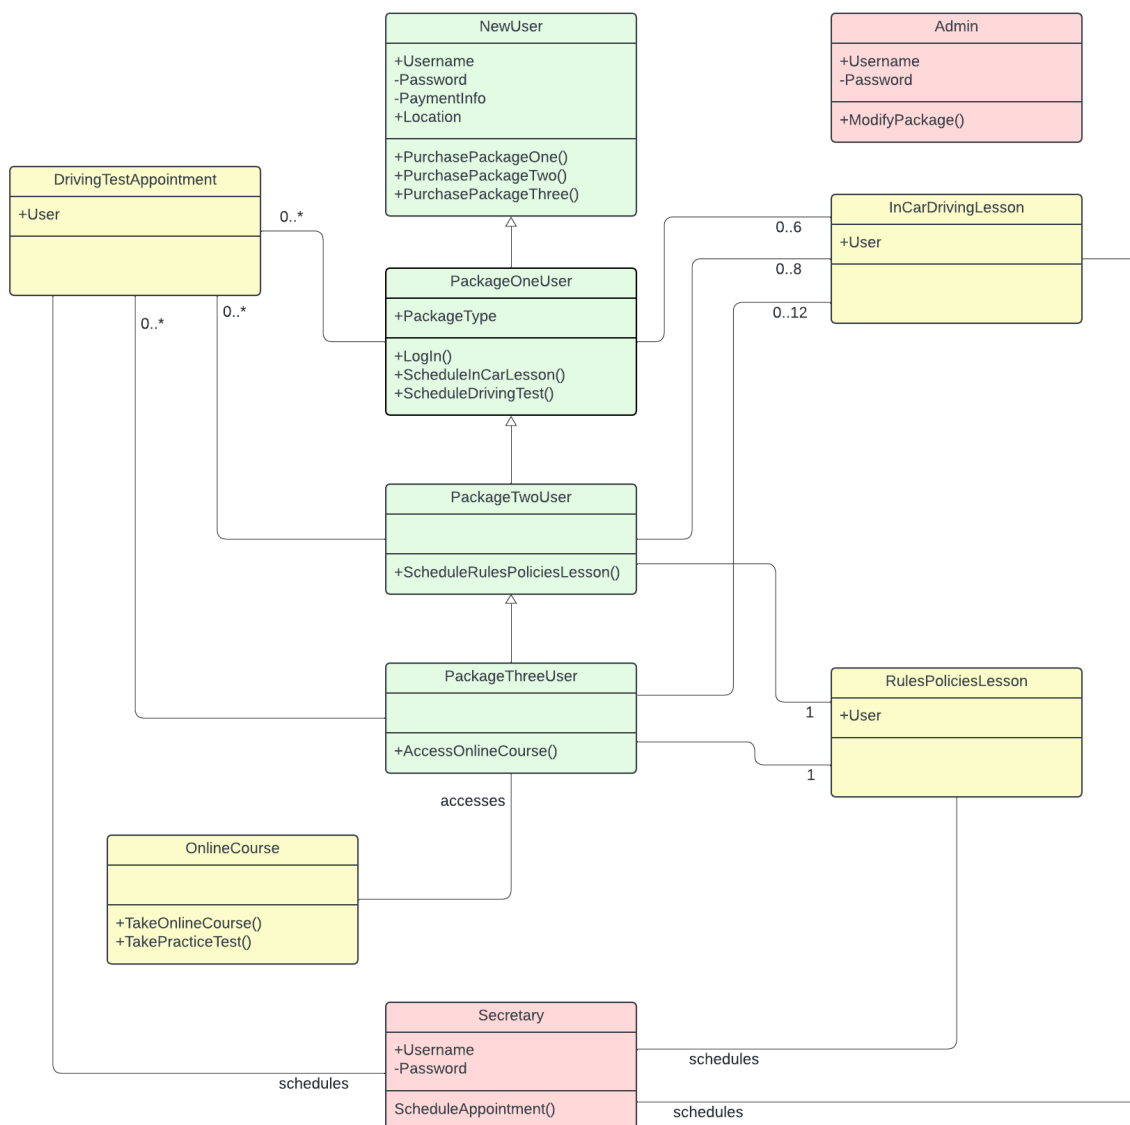 NewUser
+Username
-Password
-PaymentInfo
+Location
+PurchasePackageOne()
+PurchasePackageTwo()
+PurchasePackageThree()
Admin
+Username
-Password
+ModifyPackage()
DrivingTestAppointment
+User
0..*
0..*
0..*
InCarDrivingLesson
+User
0..6
0..8
0..12
PackageOneUser
+PackageType
+LogIn()
+ScheduleInCarLesson()
+ScheduleDrivingTest()
PackageTwoUser
+ScheduleRulesPoliciesLesson()
PackageThreeUser
+AccessOnlineCourse()
RulesPoliciesLesson
+User
1
1
accesses
OnlineCourse
+TakeOnlineCourse()
+TakePracticeTest()
Secretary
+Username
-Password
ScheduleAppointment()
schedules
schedules
schedules